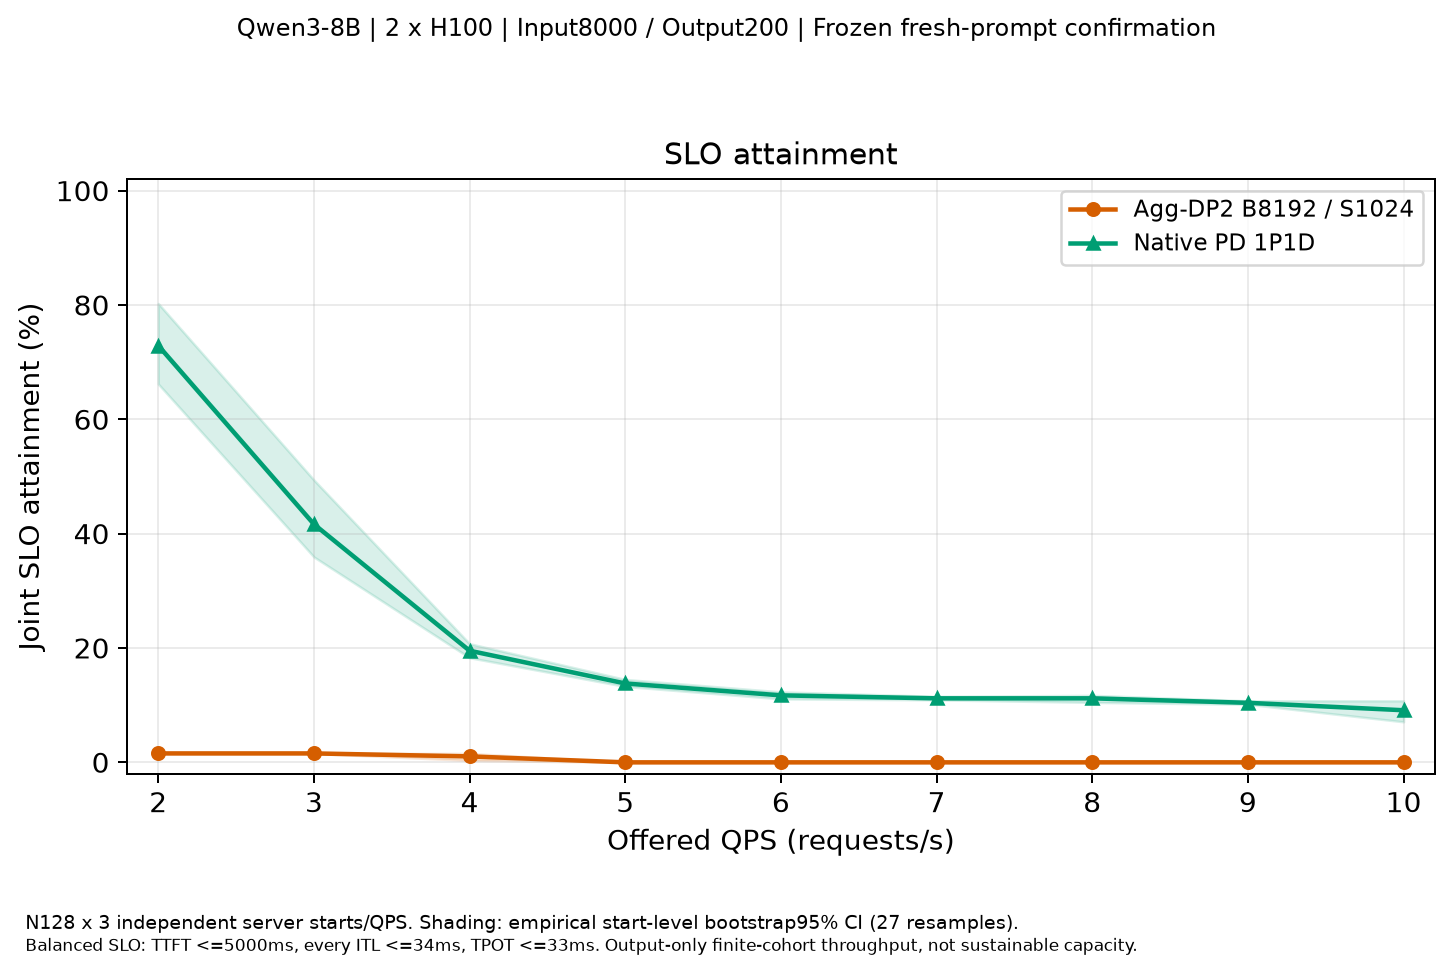 Qwen3-8B | 2 x H100 | Input8000 / Output200 | Frozen fresh-prompt confirmation
SLO attainment
Agg-DP2 B8192 / S1024
Native PD 1P1D
Joint SLO attainment (%)
100
80
60
40
20
0
2 3 4 5 6 7 8 9 10
Offered QPS (requests/s)
N128 x 3 independent server starts/QPS. Shading: empirical start-level bootstrap95% CI (27 resamples).
Balanced SLO: TTFT <=5000ms, every ITL <=34ms, TPOT <=33ms. Output-only finite-cohort throughput, not sustainable capacity.